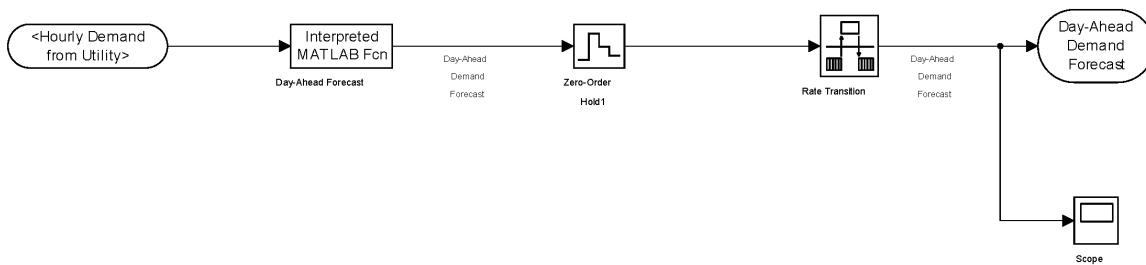 <Hourly Demand
from Utility>
Interpreted
MATLAB Fcn
Day-Ahead Forecast
Day-Ahead
Demand
Forecast
Zero-Order
Hold1
Rate Transition
Day-Ahead
Demand
Forecast
Day-Ahead
Demand
Forecast
Scope